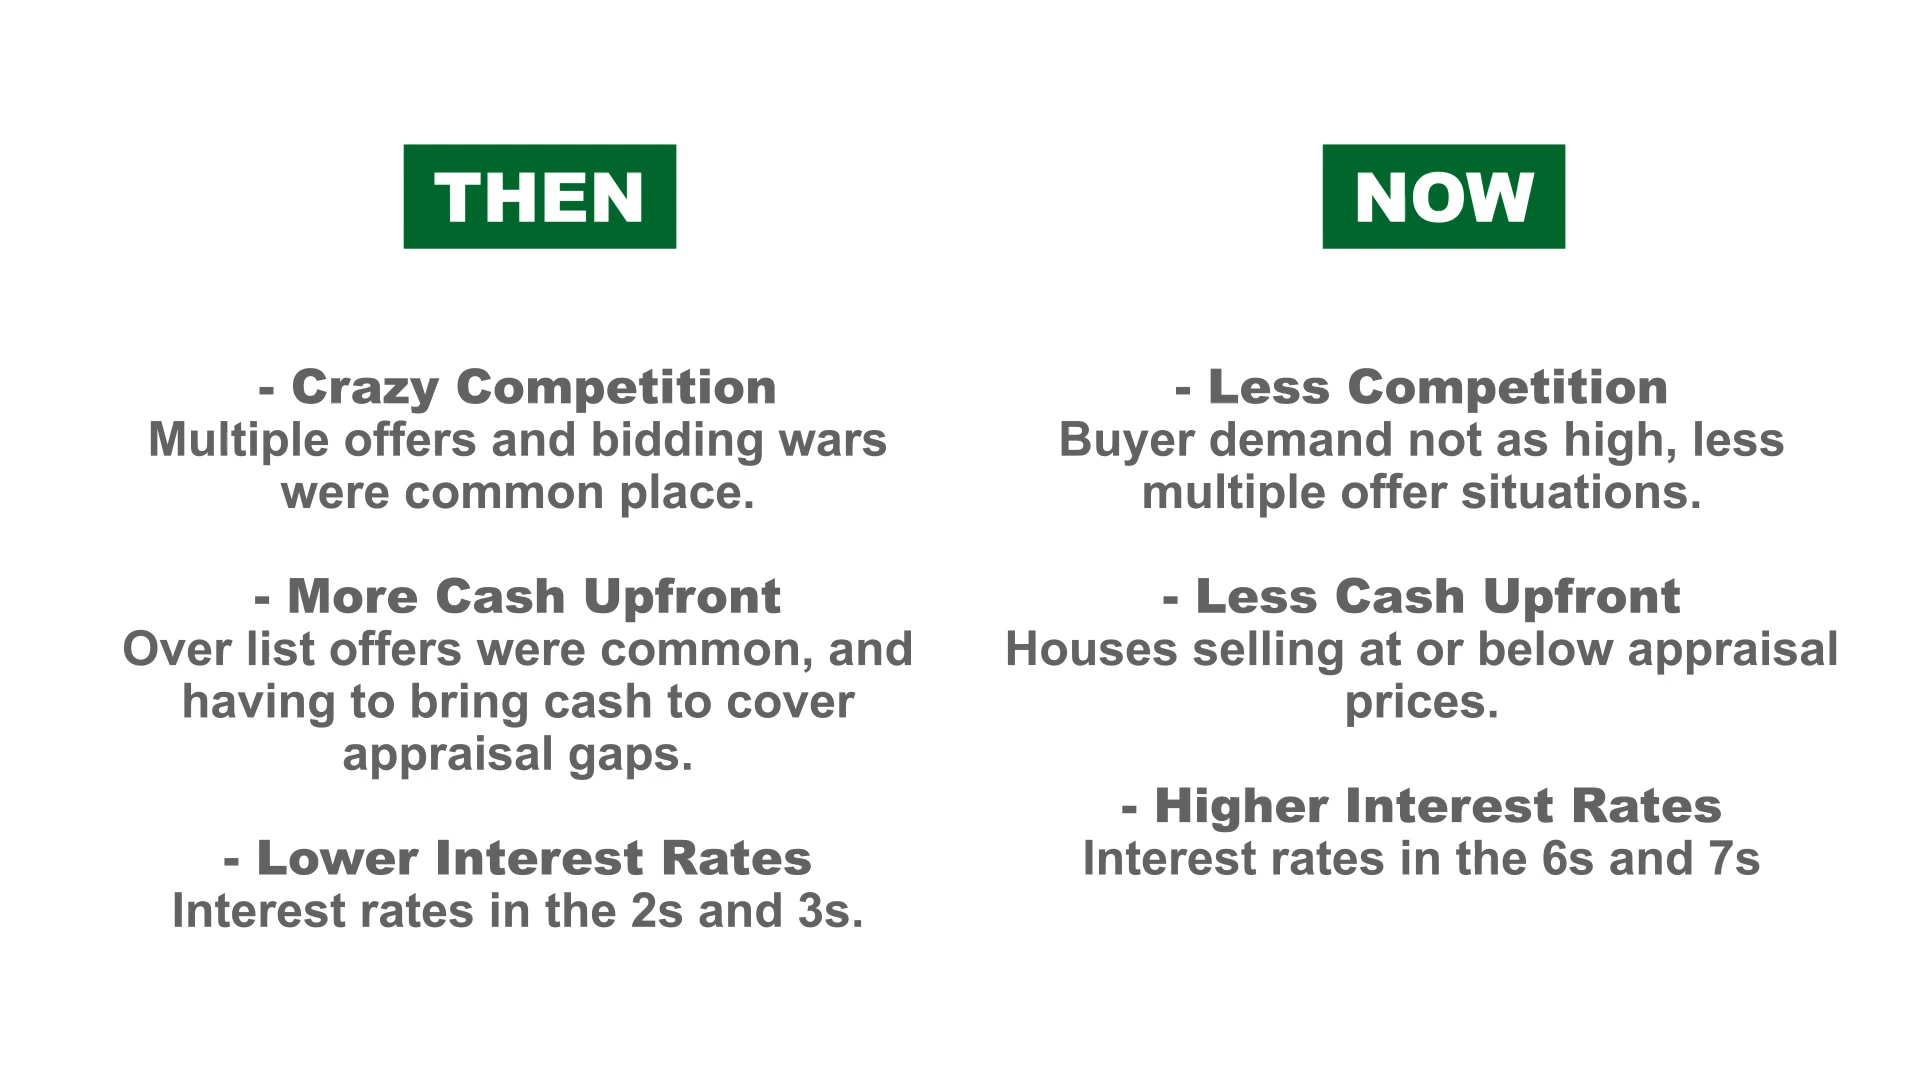 THEN
- Crazy Competition
Multiple offers and bidding wars
were common place.
- More Cash Upfront
Over list offers were common, and
having to bring cash to cover
appraisal gaps.
- Lower Interest Rates
Interest rates in the 2s and 3s.
NOW
- Less Competition
Buyer demand not as high, less
multiple offer situations.
- Less Cash Upfront
Houses selling at or below appraisal
prices.
- Higher Interest Rates
Interest rates in the 6s and 7s